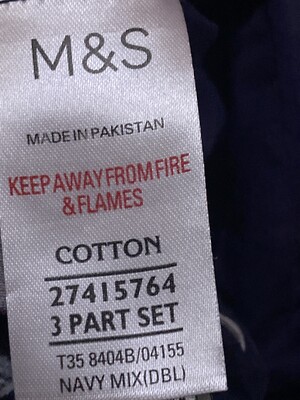 M&S
MADE IN PAKISTAN
KEEP AWAY FROM FIRE
& FLAMES
COTTON
27415764
3 PART SET
T35 8404B/04155
NAVY MIX(DBL)